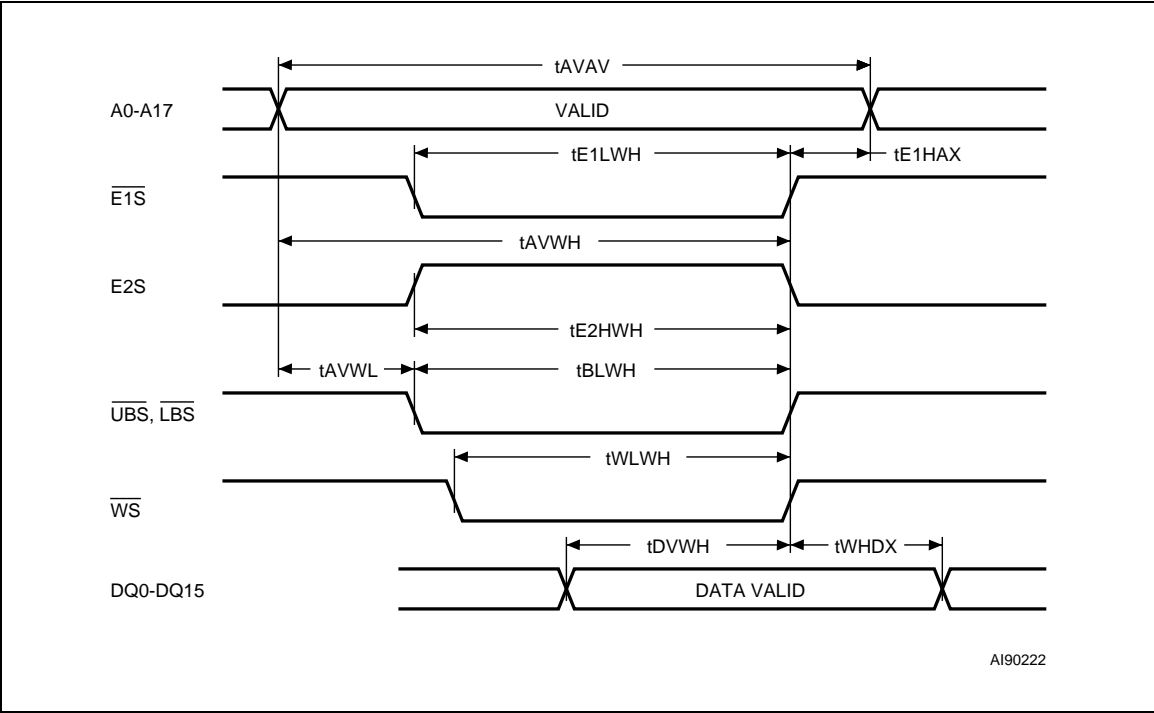 tAVAV
A0-A17
VALID
tE1LWH
tE1HAX
E1S
tAVWH
E2S
tE2HWH
tAVWL
tBLWH
UBS, LBS
tWLWH
WS
tDVWH
tWHDX
DQ0-DQ15
DATA VALID
AI90222